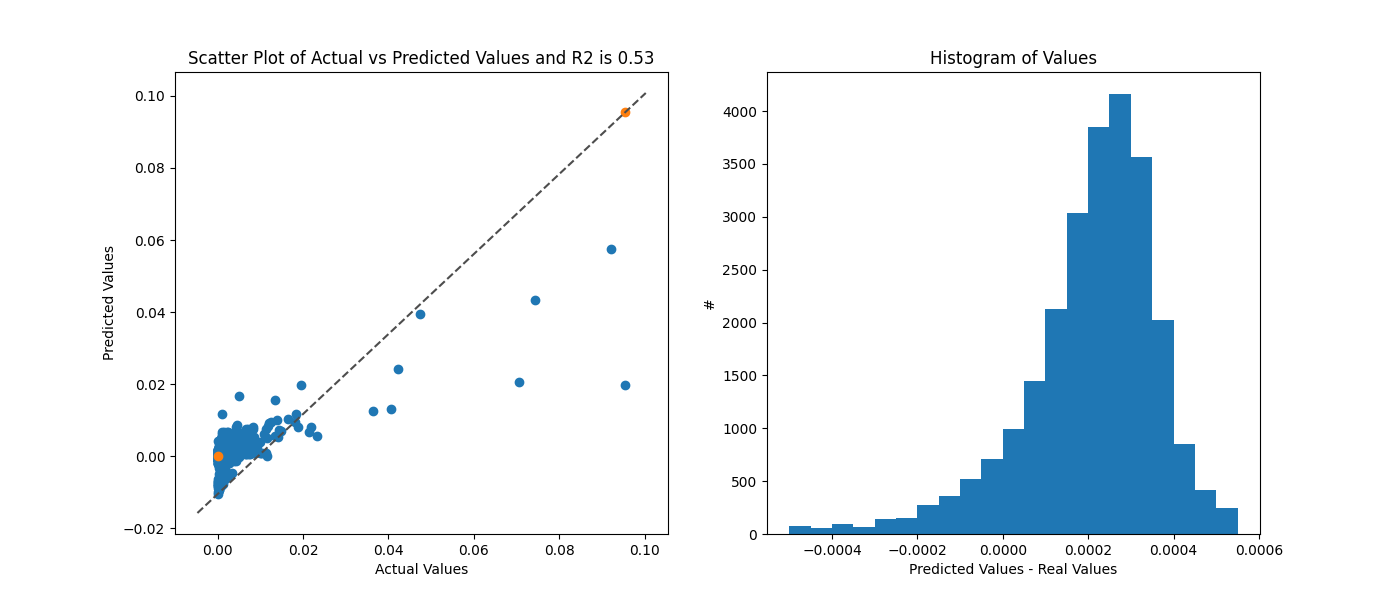 Scatter Plot of Actual vs Predicted Values and R2 is 0.53
0.10
0.08
0.06
0.04
0.02
0.00
−0.02
Predicted Values
0.00 0.02 0.04 0.06 0.08 0.10
Actual Values
Histogram of Values
4000
3500
3000
2500
2000
1500
1000
500
0
#
−0.0004 −0.0002 0.0000 0.0002 0.0004 0.0006
Predicted Values - Real Values